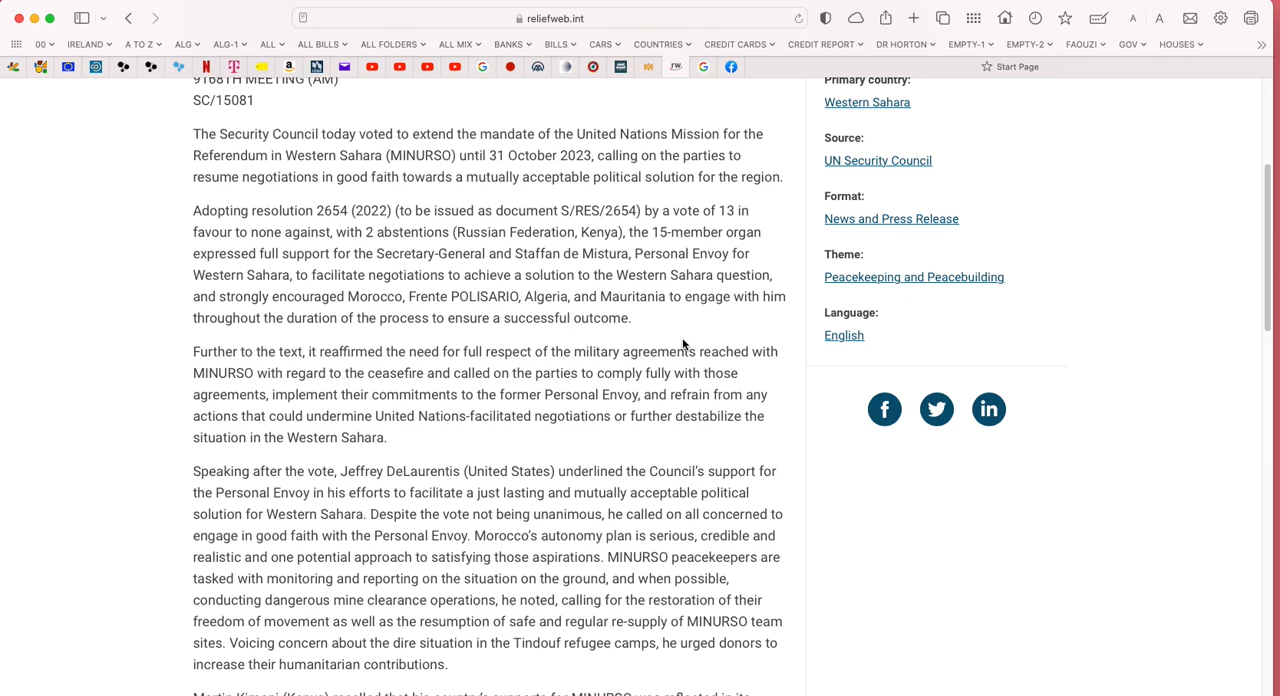 reliefweb.int
A A
00 IRELAND A TO Z ALG ALG-1 ALL ALL BILLS ALL FOLDERS ALL MIX BANKS BILLS CARS COUNTRIES CREDIT CARDS CREDIT REPORT DR HORTON EMPTY-1 EMPTY-2 FAOUZI GOV HOUSES
Start Page
9168TH MEETING (AM)
SC/15081
The Security Council today voted to extend the mandate of the United Nations Mission for the
Referendum in Western Sahara (MINURSO) until 31 October 2023, calling on the parties to
resume negotiations in good faith towards a mutually acceptable political solution for the region.
Adopting resolution 2654 (2022) (to be issued as document S/RES/2654) by a vote of 13 in
favour to none against, with 2 abstentions (Russian Federation, Kenya), the 15-member organ
expressed full support for the Secretary-General and Staffan de Mistura, Personal Envoy for
Western Sahara, to facilitate negotiations to achieve a solution to the Western Sahara question,
and strongly encouraged Morocco, Frente POLISARIO, Algeria, and Mauritania to engage with him
throughout the duration of the process to ensure a successful outcome.
Further to the text, it reaffirmed the need for full respect of the military agreements reached with
MINURSO with regard to the ceasefire and called on the parties to comply fully with those
agreements, implement their commitments to the former Personal Envoy, and refrain from any
actions that could undermine United Nations-facilitated negotiations or further destabilize the
situation in the Western Sahara.
Speaking after the vote, Jeffrey DeLaurentis (United States) underlined the Council's support for
the Personal Envoy in his efforts to facilitate a just lasting and mutually acceptable political
solution for Western Sahara. Despite the vote not being unanimous, he called on all concerned to
engage in good faith with the Personal Envoy. Morocco's autonomy plan is serious, credible and
realistic and one potential approach to satisfying those aspirations. MINURSO peacekeepers are
tasked with monitoring and reporting on the situation on the ground, and when possible,
conducting dangerous mine clearance operations, he noted, calling for the restoration of their
freedom of movement as well as the resumption of safe and regular re-supply of MINURSO team
sites. Voicing concern about the dire situation in the Tindouf refugee camps, he urged donors to
increase their humanitarian contributions.
Martin Kimani (Kenya) recalled that his country's supports for MINURSO was reflected in its
Primary country:
Western Sahara
Source:
UN Security Council
Format:
News and Press Release
Theme:
Peacekeeping and Peacebuilding
Language:
English